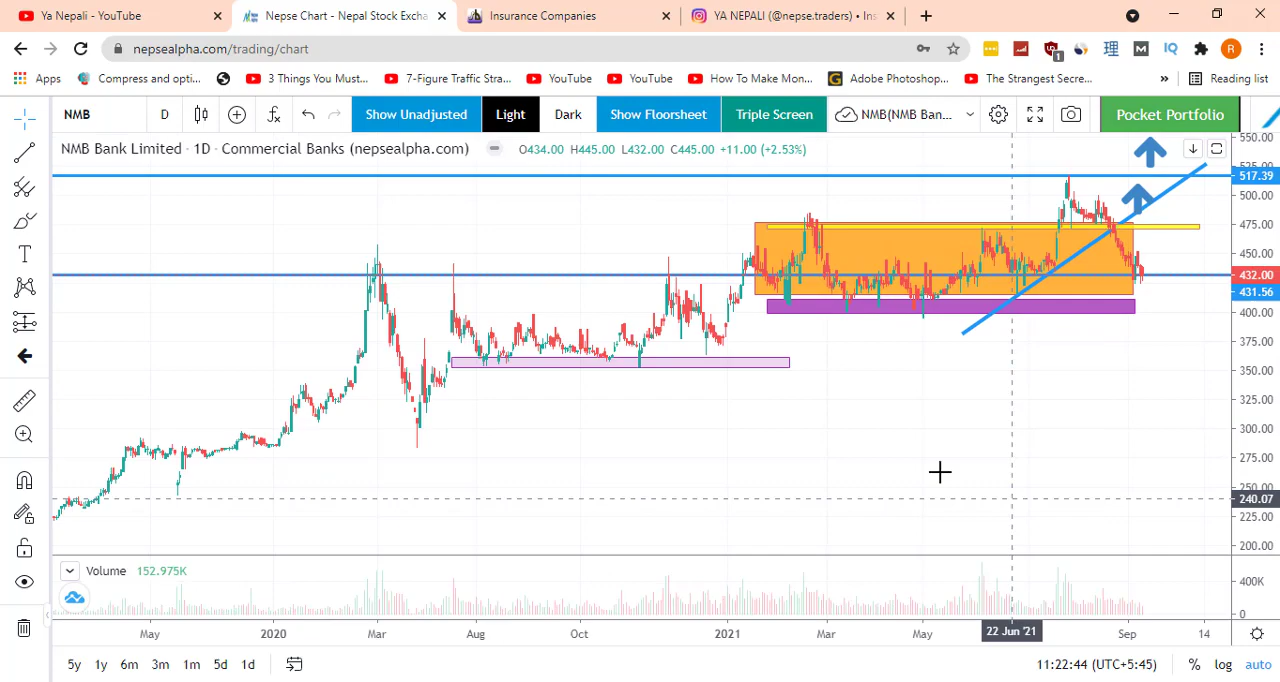 Ya Nepali - YouTube
Nepse Chart - Nepal Stock Excha
Insurance Companies
YA NEPALI (@nepse.traders) • Ins
nepsealpha.com/trading/chart
1
理
M
IQ
R
Apps
Compress and opti...
3 Things You Must...
7-Figure Traffic Stra...
YouTube
YouTube
How To Make Mon...
Adobe Photoshop...
The Strangest Secre...
»
Reading list
NMB
D
Show Unadjusted
Light
Dark
Show Floorsheet
Triple Screen
NMB(NMB Ban...
Pocket Portfolio
NMB Bank Limited · 1D · Commercial Banks (nepsealpha.com)
O434.00 H445.00 L432.00 C445.00 +11.00 (+2.53%)
550.00
525.00
517.39
500.00
475.00
450.00
432.00
431.56
400.00
375.00
350.00
325.00
300.00
275.00
250.00
240.07
225.00
200.00
Volume 152.975K
400K
0
May
2020
Mar
Aug
Oct
2021
Mar
May
22 Jun '21
Sep
14
5y
1y
6m
3m
1m
5d
1d
11:22:44 (UTC+5:45)
%
log
auto